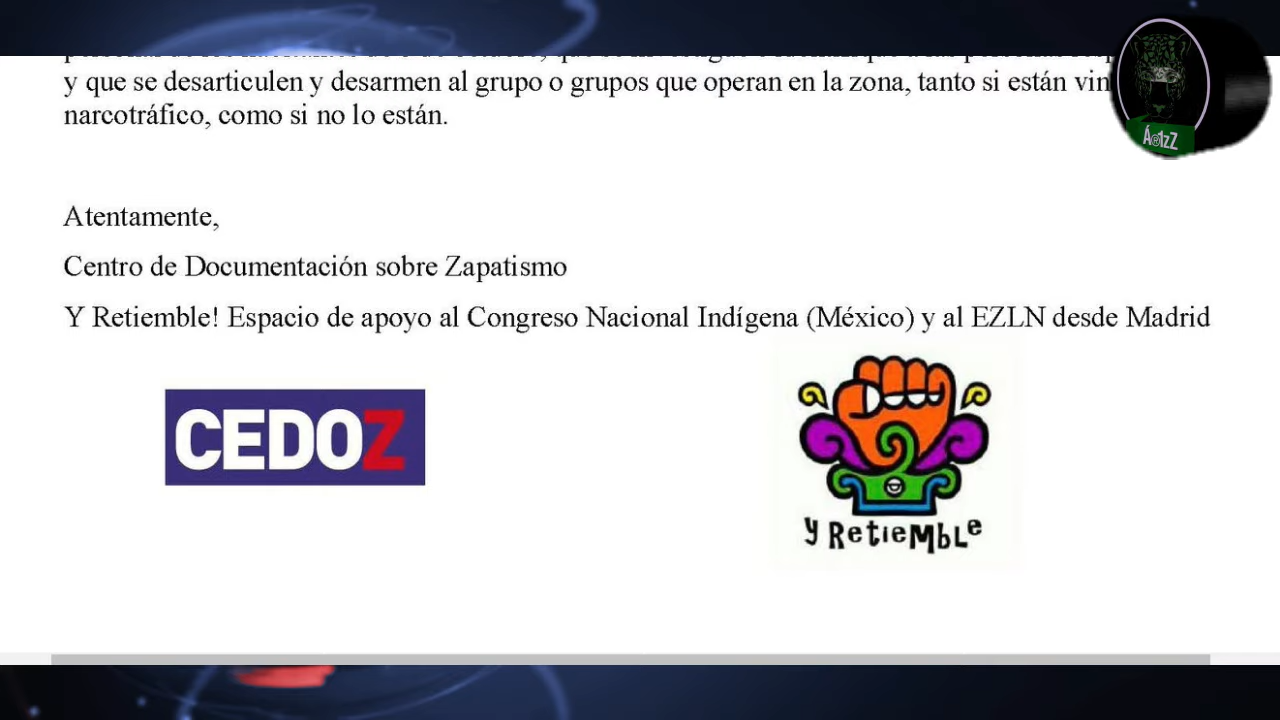 y que se desarticulen y desarmen al grupo o grupos que operan en la zona, tanto si están vin
narcotráfico, como si no lo están.
Atentamente,
Centro de Documentación sobre Zapatismo
Y Retiemble! Espacio de apoyo al Congreso Nacional Indígena (México) y al EZLN desde Madrid
CEDOZ
y RetieMbLe
Á®1zZ